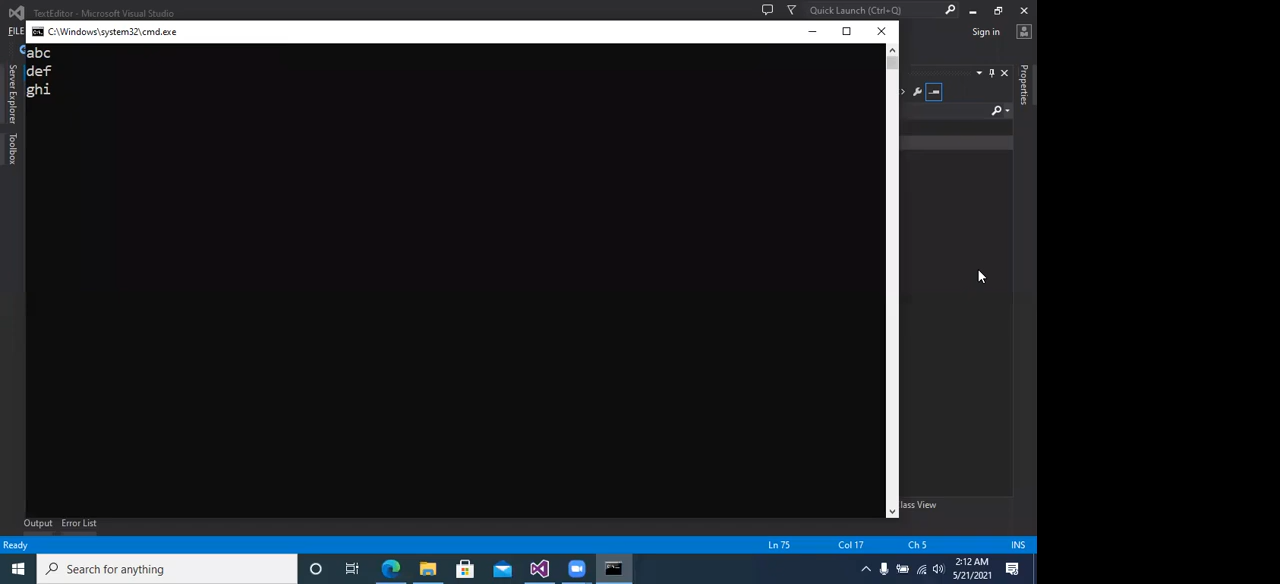 TextEditor - Microsoft Visual Studio
Quick Launch (Ctrl+Q)
C:\Windows\system32\cmd.exe
FILE
Sign in
abc
def
ghi
Server Explorer
Toolbox
Properties
lass View
Output
Error List
Ready
Ln 75
Col 17
Ch 5
INS
Search for anything
2:12 AM
5/21/2021